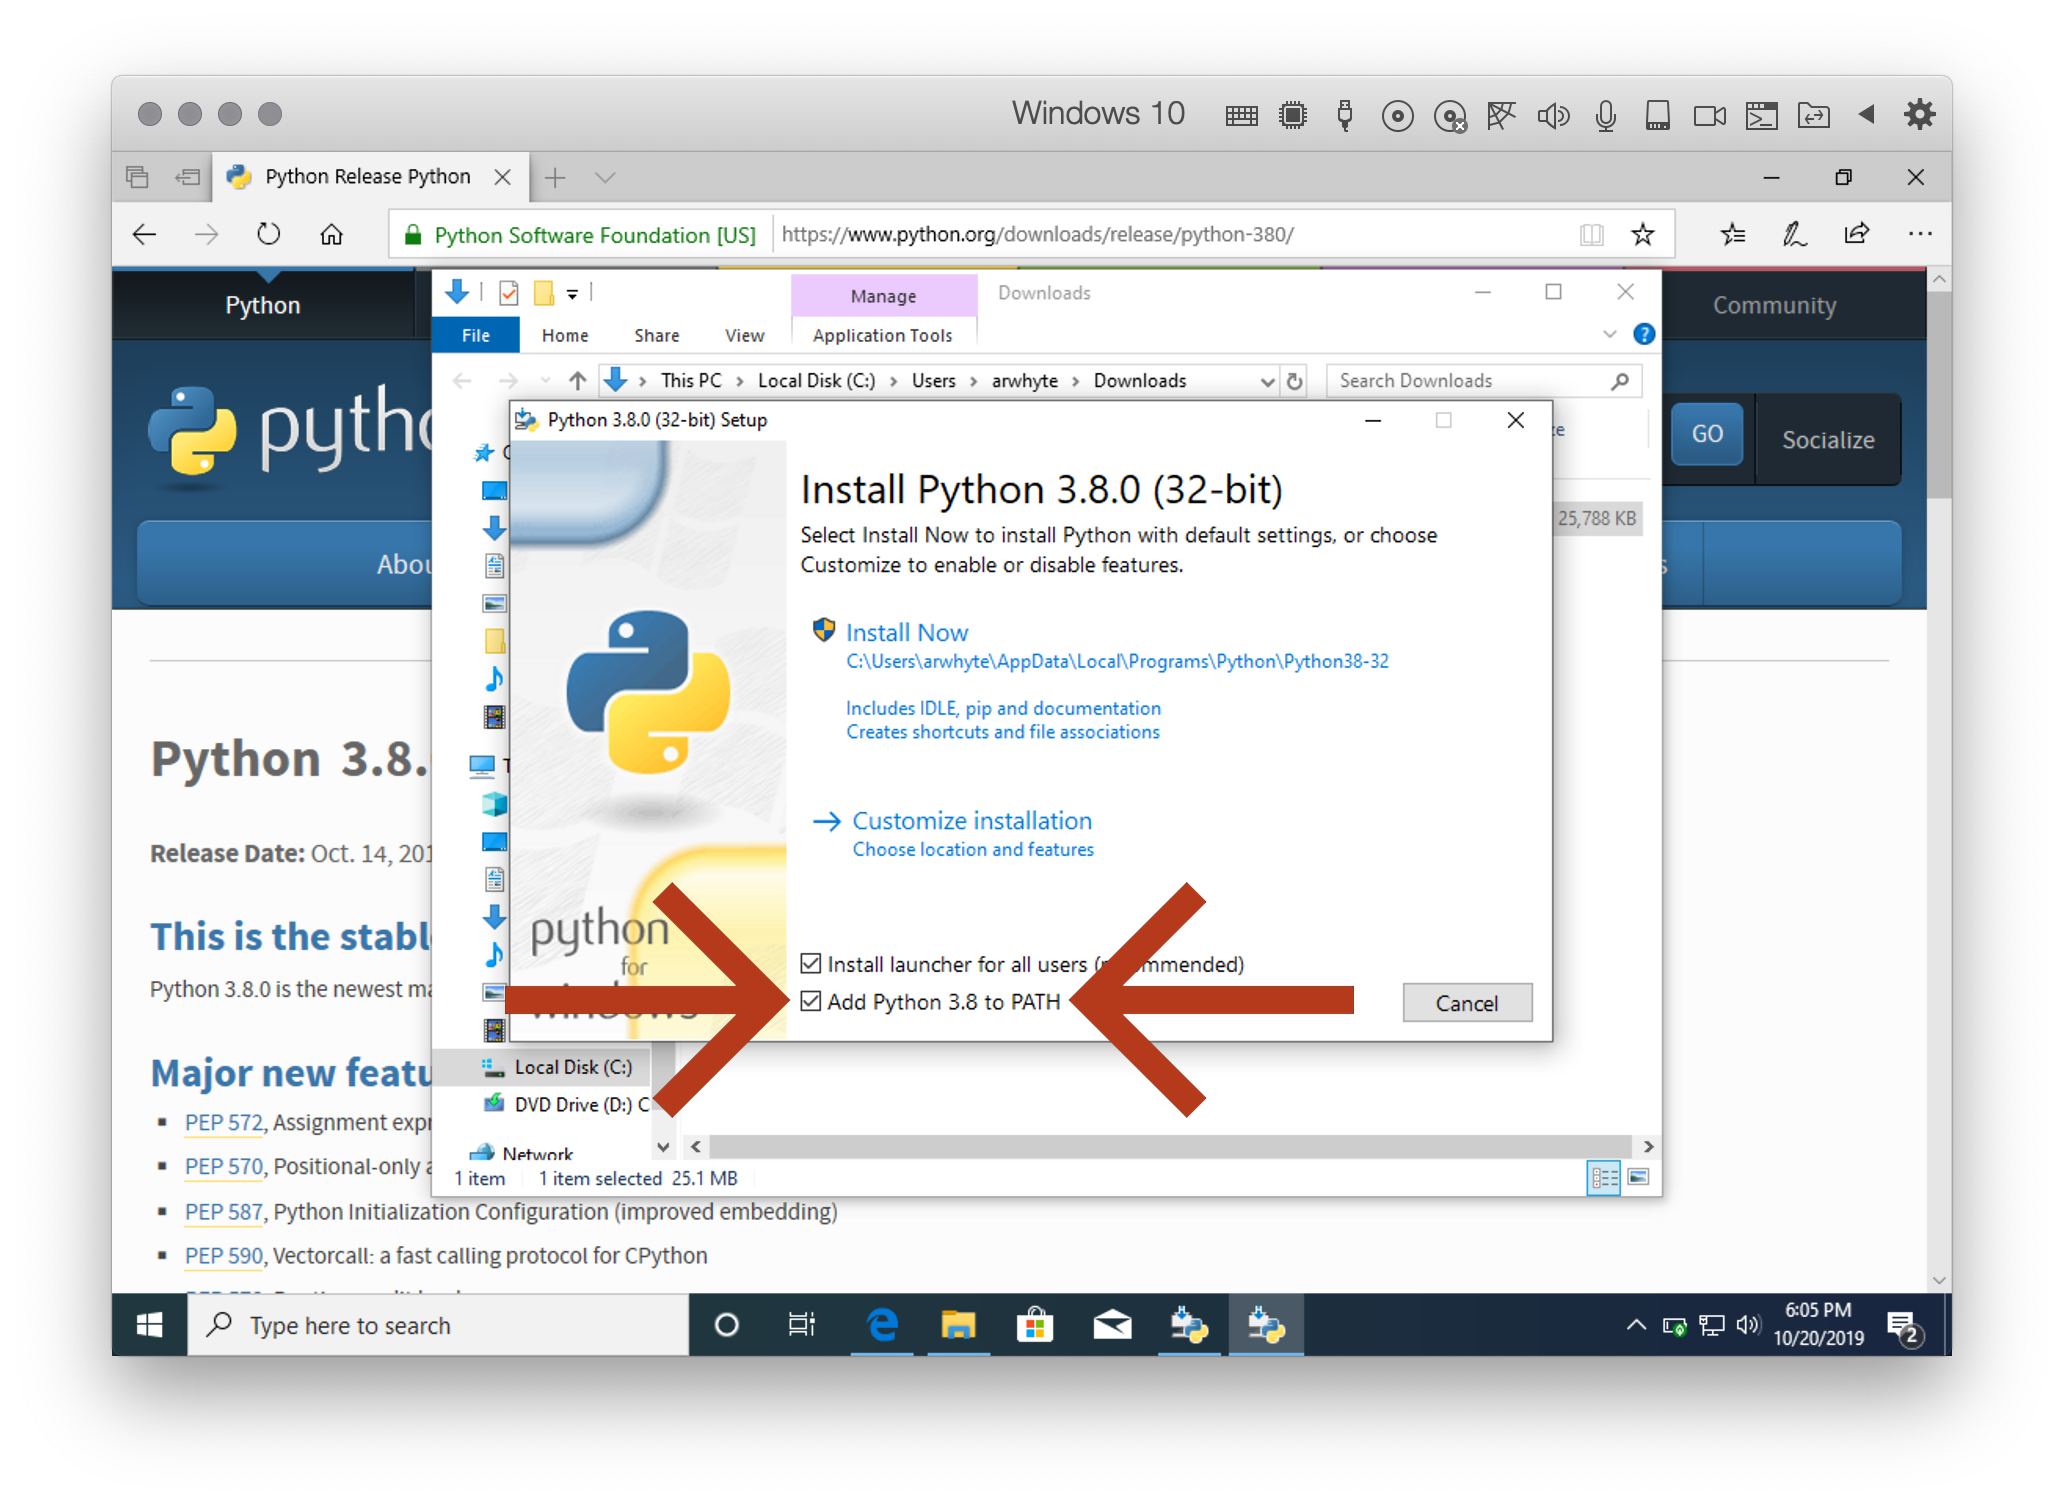 Windows 10
Python Release Python
Python Software Foundation [US]
https://www.python.org/downloads/release/python-380/
Python
Community
Manage
Downloads
File
Home
Share
View
Application Tools
This PC > Local Disk (C:) > Users > arwhyte > Downloads
Search Downloads
GO
Socialize
25,788 KB
Python 3.8.0 (32-bit) Setup
Install Python 3.8.0 (32-bit)
Select Install Now to install Python with default settings, or choose
Customize to enable or disable features.
Install Now
C:\Users\arwhyte\AppData\Local\Programs\Python\Python38-32
Includes IDLE, pip and documentation
Creates shortcuts and file associations
Customize installation
Choose location and features
python
for
windows
Install launcher for all users (recommended)
Add Python 3.8 to PATH
Cancel
Local Disk (C:)
DVD Drive (D:) C
Network
1 item
1 item selected 25.1 MB
Python 3.8.
Release Date: Oct. 14, 201
This is the stabl
Python 3.8.0 is the newest ma
Major new featu
PEP 572, Assignment expr
PEP 570, Positional-only a
PEP 587, Python Initialization Configuration (improved embedding)
PEP 590, Vectorcall: a fast calling protocol for CPython
Type here to search
6:05 PM
10/20/2019
2